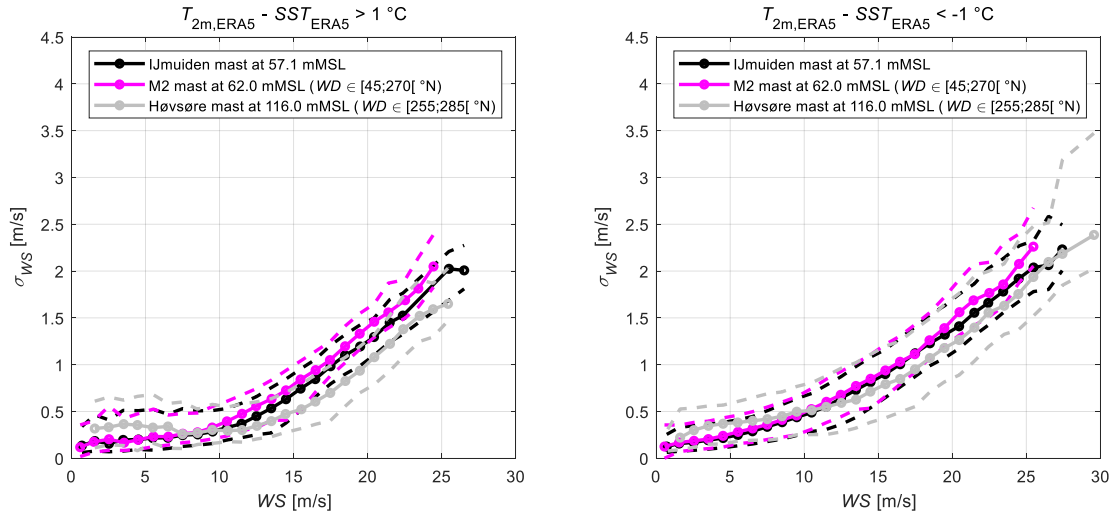 T2m,ERA5 - SSTERA5 > 1 °C
4.5
4
3.5
3
2.5
2
1.5
1
0.5
0
σWS [m/s]
IJmuiden mast at 57.1 mMSL
M2 mast at 62.0 mMSL (WD ∈ [45;270[ °N)
Høvsøre mast at 116.0 mMSL (WD ∈ [255;285[ °N)
0 5 10 15 20 25 30
WS [m/s]
T2m,ERA5 - SSTERA5 < -1 °C
4.5
4
3.5
3
2.5
2
1.5
1
0.5
0
σWS [m/s]
IJmuiden mast at 57.1 mMSL
M2 mast at 62.0 mMSL (WD ∈ [45;270[ °N)
Høvsøre mast at 116.0 mMSL (WD ∈ [255;285[ °N)
0 5 10 15 20 25 30
WS [m/s]